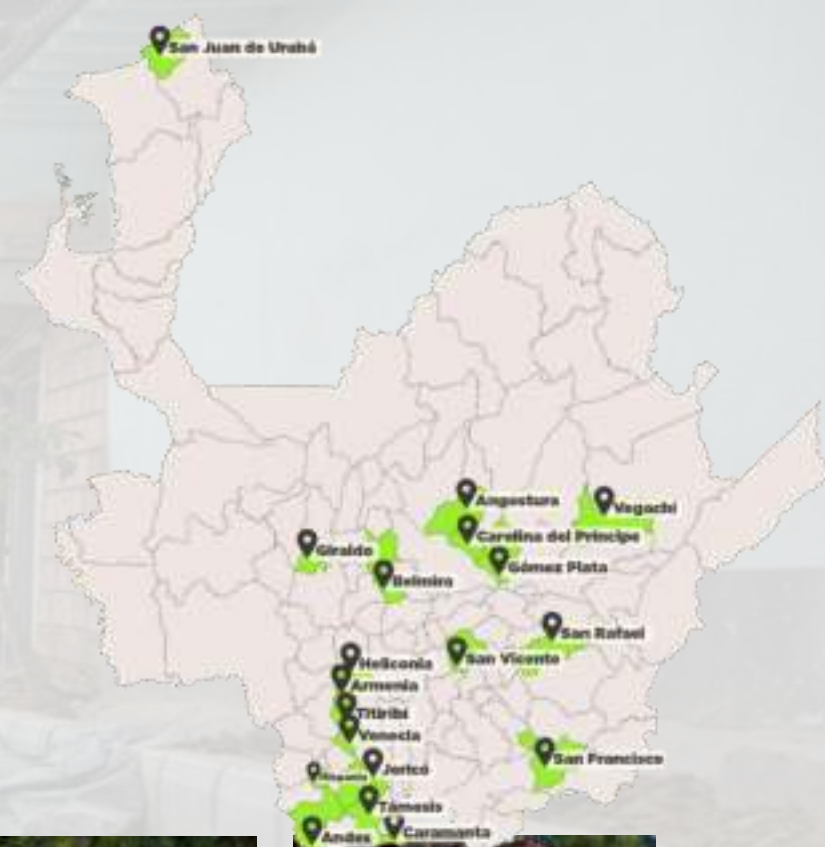 San Juan de Urabá
Angostura
Vegachí
Carolina del Príncipe
Giraldo
Gómez Plata
Belmira
San Rafael
San Vicente
Heliconia
Armenia
Titiribí
Venecia
San Francisco
Jericó
Hispania
Támesis
Caramanta
Andes